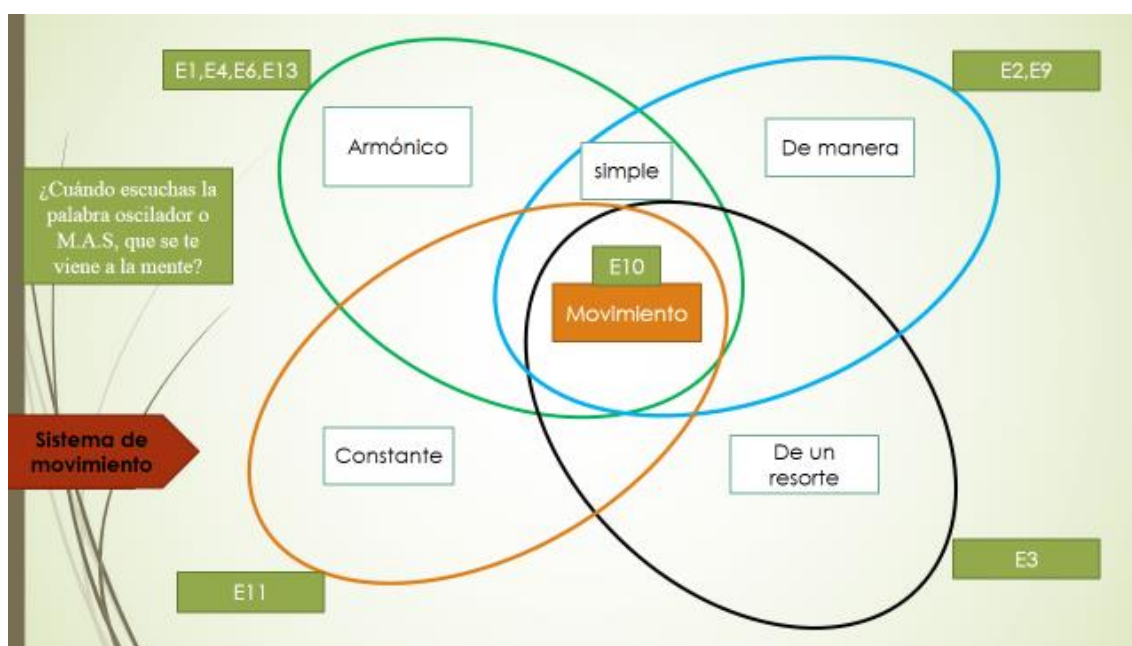 E1,E4,E6,E13
E2,E9
Armónico
De manera
simple
¿Cuándo escuchas la
palabra oscilador o
M.A.S, que se te
viene a la mente?
E10
Movimiento
Sistema de
movimiento
Constante
De un
resorte
E11
E3